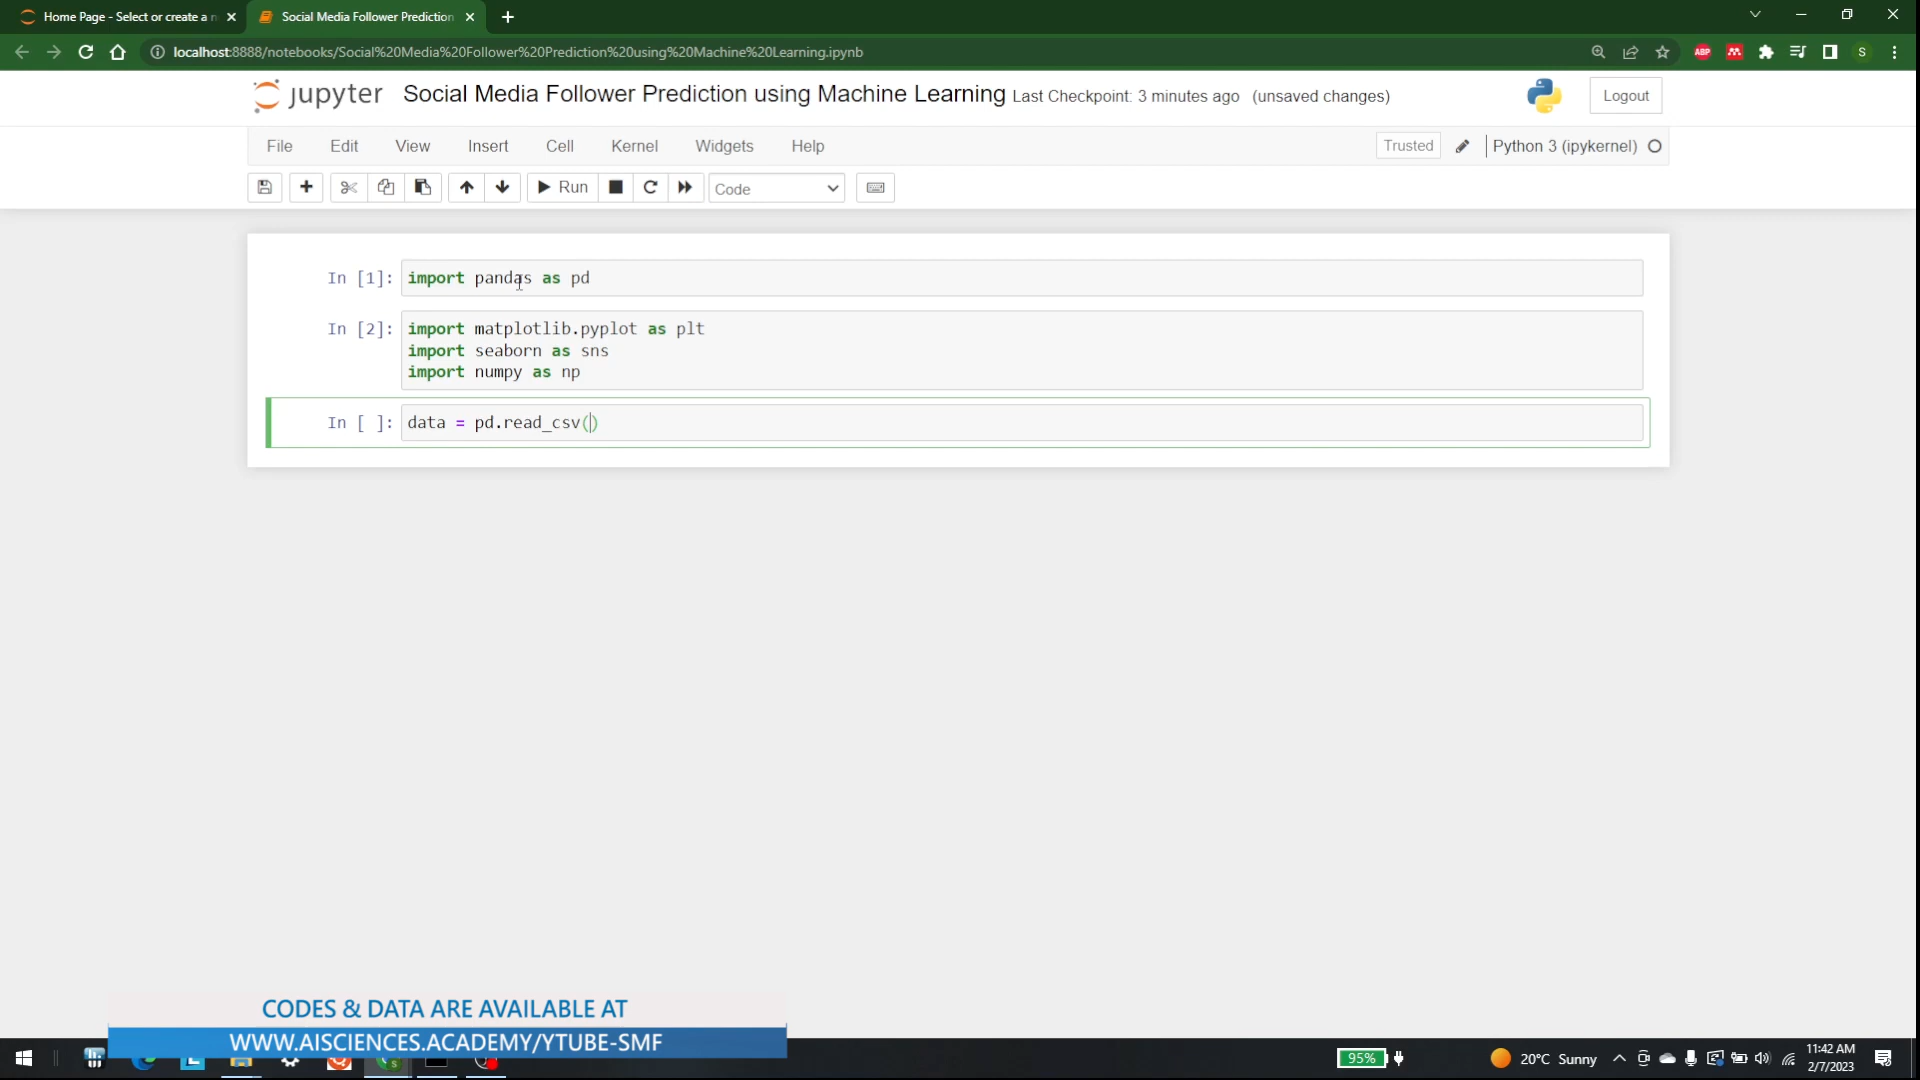 Home Page - Select or create a n
Social Media Follower Prediction
localhost:8888/notebooks/Social%20Media%20Follower%20Prediction%20using%20Machine%20Learning.ipynb
ABP
S
jupyter Social Media Follower Prediction using Machine Learning Last Checkpoint: 3 minutes ago (unsaved changes)
Logout
File Edit View Insert Cell Kernel Widgets Help
Trusted Python 3 (ipykernel)
Run
Code
In [1]: import pandas as pd
In [2]: import matplotlib.pyplot as plt
import seaborn as sns
import numpy as np
In [ ]: data = pd.read_csv()
CODES & DATA ARE AVAILABLE AT
WWW.AISCIENCES.ACADEMY/YTUBE-SMF
95%
20°C Sunny
11:42 AM
2/7/2023